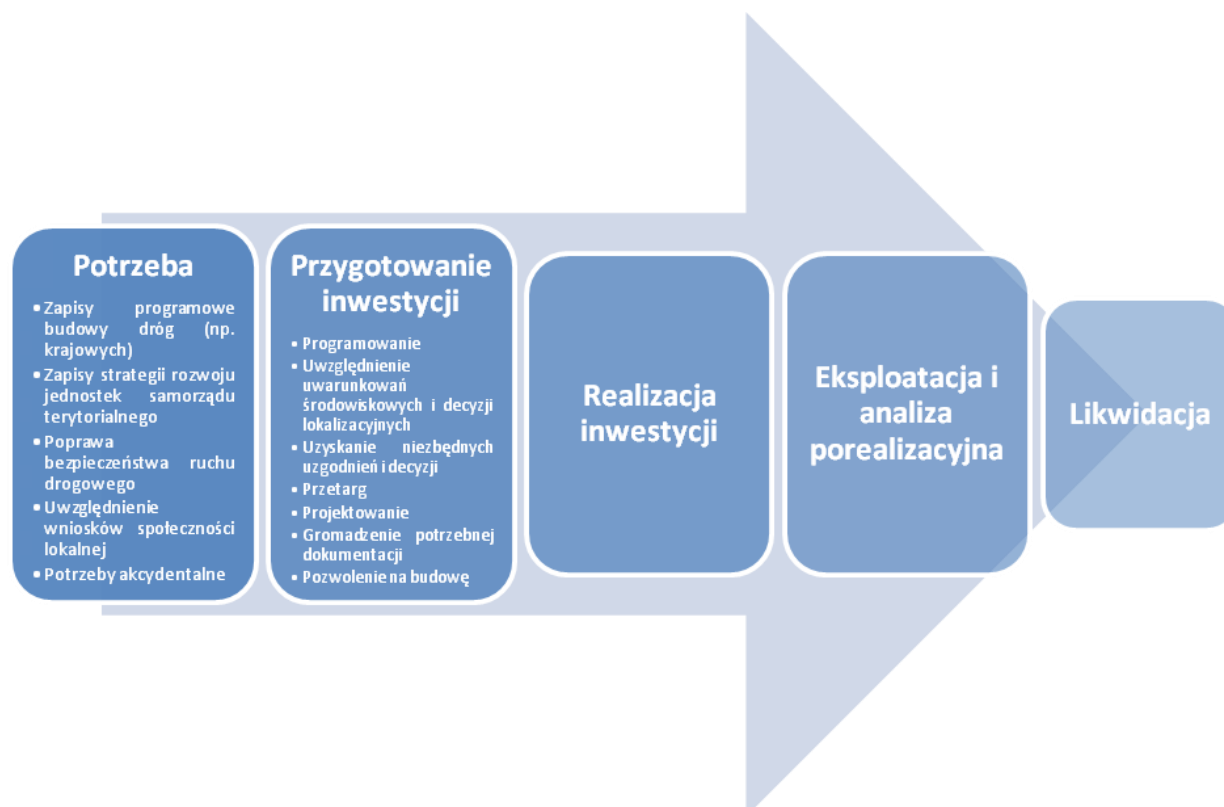 Potrzeba
• Zapisy programowe
budowy dróg (np.
krajowych)
• Zapisy strategii rozwoju
jednostek samorządu
terytorialnego
• Poprawa
bezpieczeństwa ruchu
drogowego
• Uwzględnienie
wniosków społeczności
lokalnej
• Potrzeby akcydentalne
Przygotowanie
inwestycji
• Programowanie
• Uwzględnienie
uwarunkowań
środowiskowych i decyzji
lokalizacyjnych
• Uzyskanie niezbędnych
uzgodnień i decyzji
• Przetarg
• Projektowanie
• Gromadzenie potrzebnej
dokumentacji
• Pozwolenie na budowę
Realizacja
inwestycji
Eksploatacja i
analiza
porealizacyjna
Likwidacja